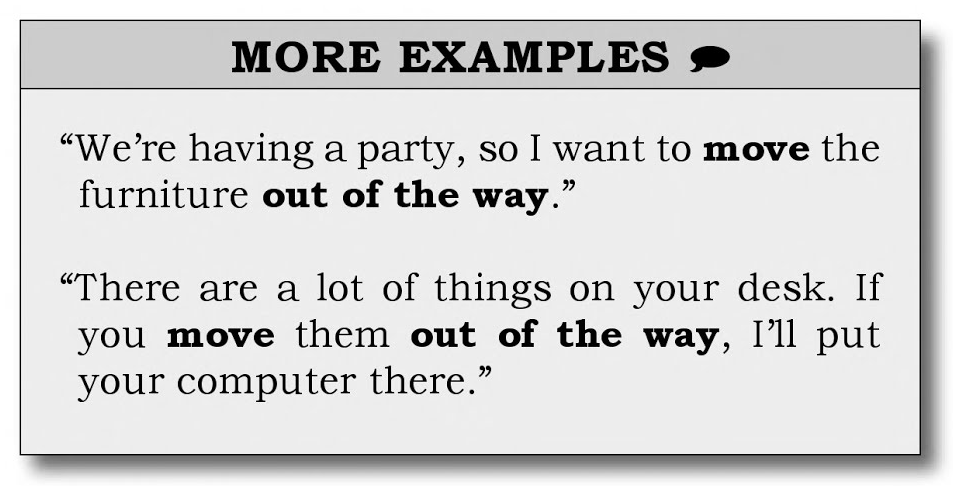 MORE EXAMPLES
“We’re having a party, so I want to move the
furniture out of the way.”
“There are a lot of things on your desk. If
you move them out of the way, I’ll put
your computer there.”